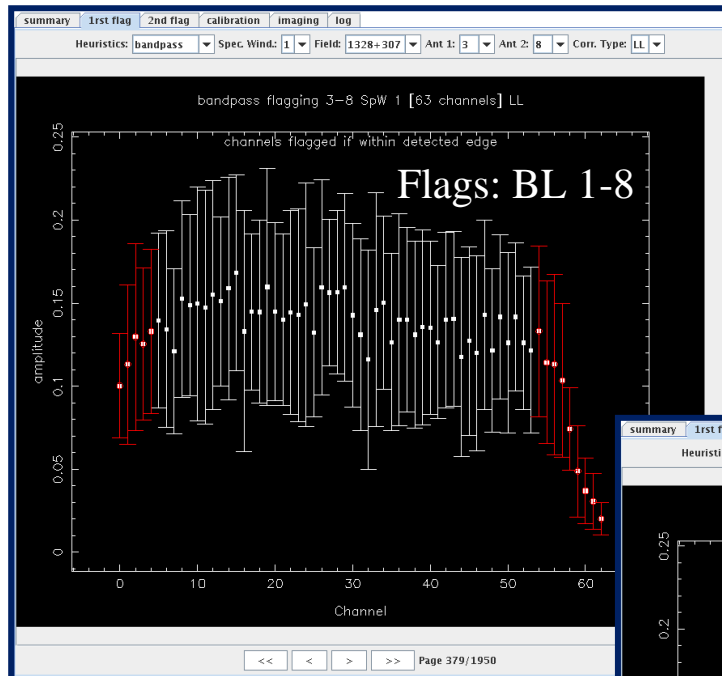 summary 1rst flag 2nd flag calibration imaging log
Heuristics: bandpass Spec. Wind.: 1 Field: 1328+307 Ant 1: 3 Ant 2: 8 Corr. Type: LL
bandpass flagging 3-8 SpW 1 [63 channels] LL
channels flagged if within detected edge
Flags: BL 1-8
amplitude
0.25
0.2
0.15
0.1
0.05
0
0 10 20 30 40 50 60
Channel
<< < > >> Page 379/1950
summary 1rst f
Heuristi
0.25
0.2